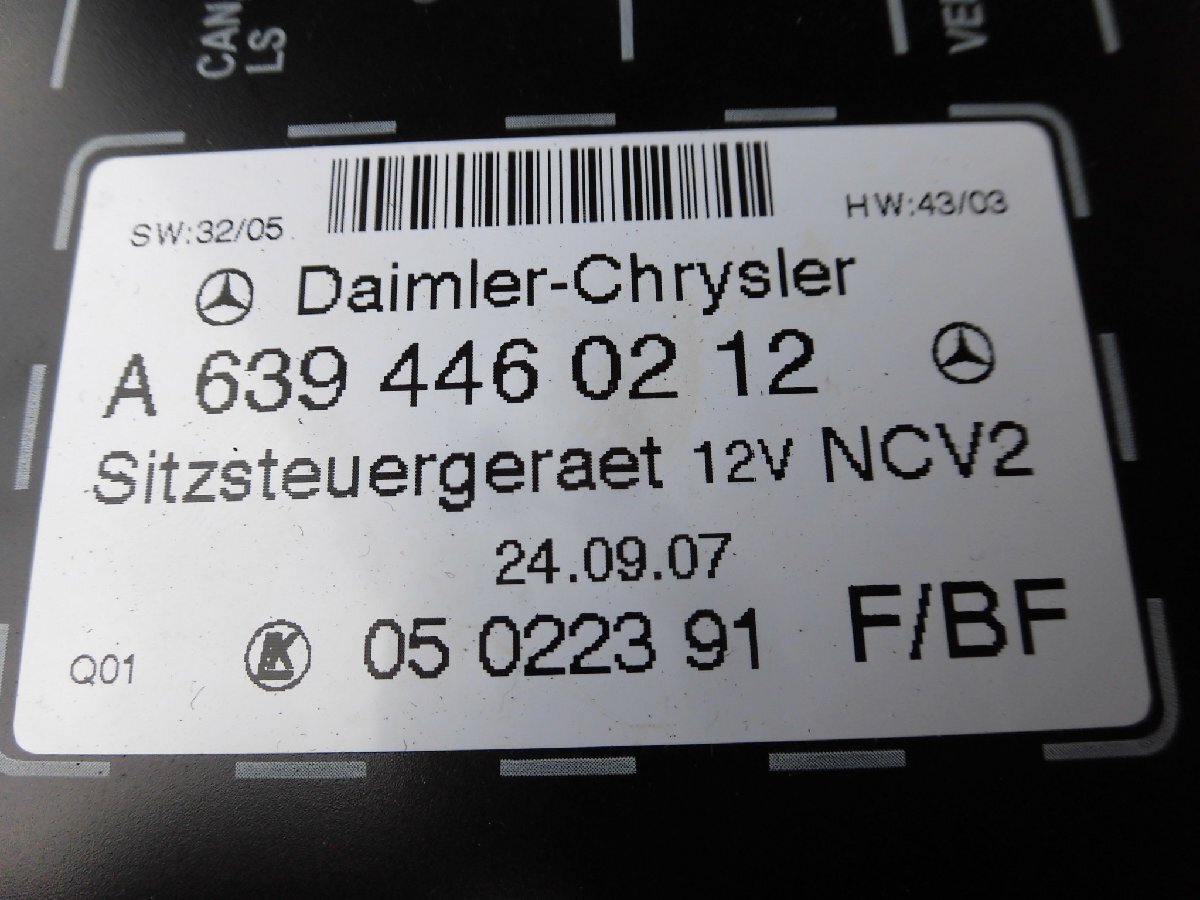 CAN
LS
SW:32/05
HW:43/03
Daimler-Chrysler
A 639 446 02 12
Sitzsteuergeraet 12V NCV2
24.09.07
Q01
05 0223 91
F/BF